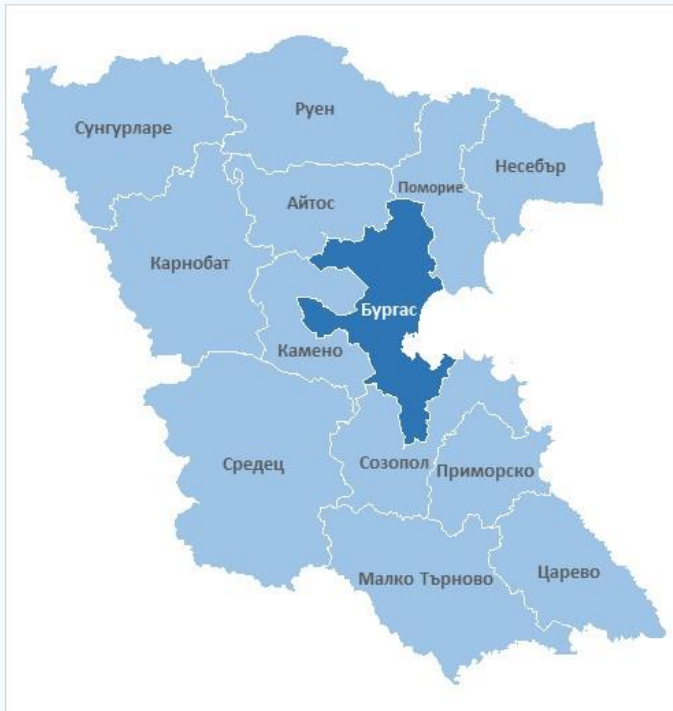 Руен
Сунгурларе
Несебър
Поморие
Айтос
Карнобат
Бургас
Камено
Созопол
Средец
Приморско
Царево
Малко Търново